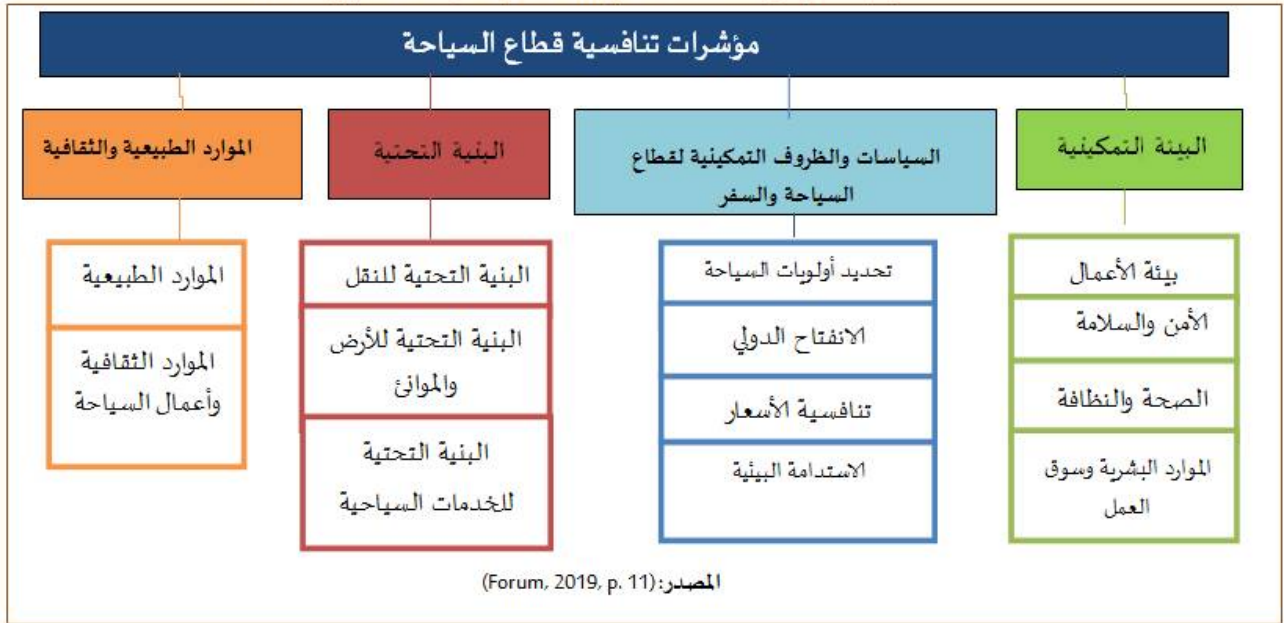 مؤشرات تنافسية قطاع السياحة
البيئة التمكينية
السياسات والظروف التمكينية لقطاع
السياحة والسفر
البنية التحتية
الموارد الطبيعية والثقافية
بيئة الأعمال
الأمن والسلامة
الصحة والنظافة
الموارد البشرية وسوق
العمل
تحديد أولويات السياحة
الانفتاح الدولي
تنافسية الأسعار
الاستدامة البيئية
البنية التحتية للنقل
البنية التحتية للأرض
والموانئ
البنية التحتية
للخدمات السياحية
الموارد الطبيعية
الموارد الثقافية
وأعمال السياحة
المصدر: (Forum, 2019, p. 11)